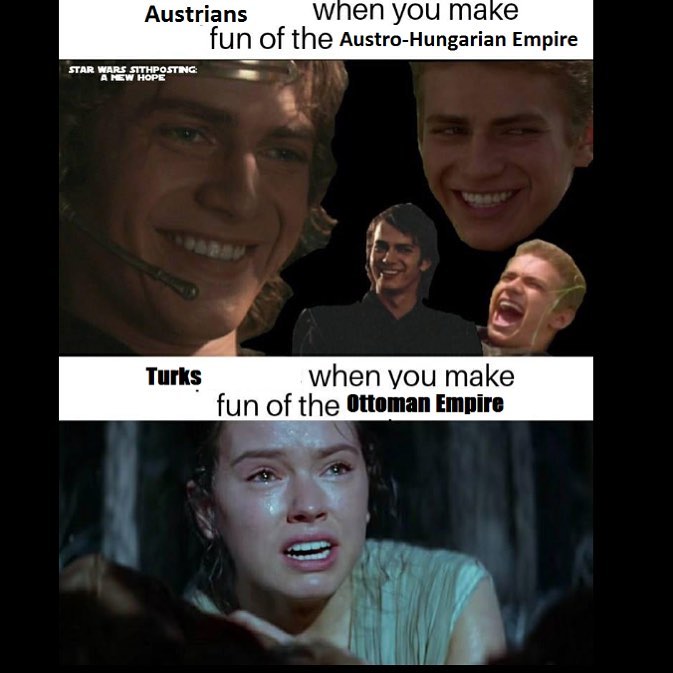 Austrians when you make
fun of the Austro-Hungarian Empire
STAR WARS SITHPOSTING:
A NEW HOPE
Turks when you make
fun of the Ottoman Empire